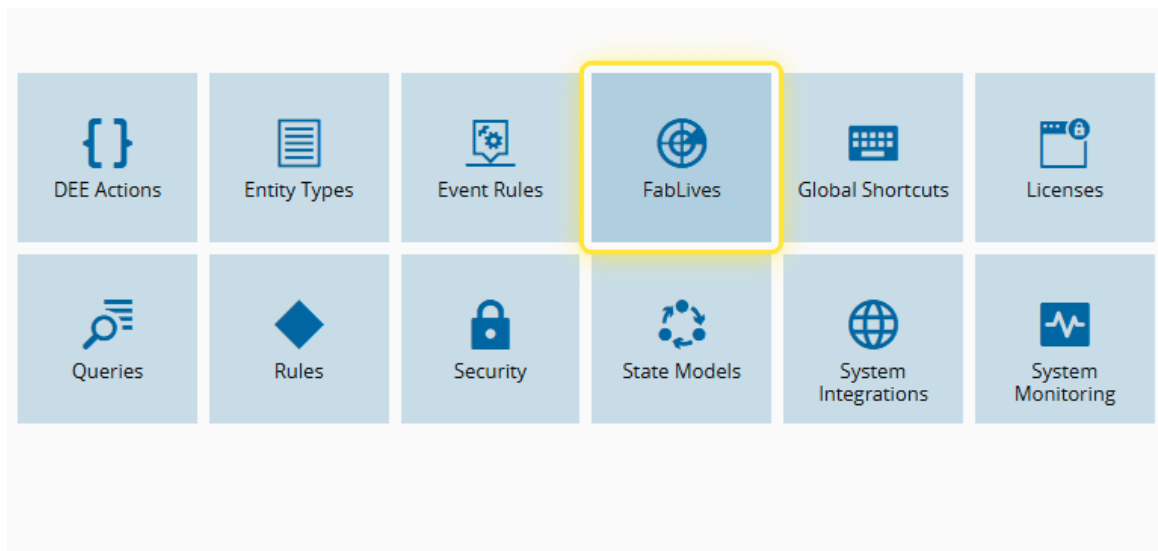 DEE Actions
Entity Types
Event Rules
FabLives
Global Shortcuts
Licenses
Queries
Rules
Security
State Models
System
Integrations
System
Monitoring